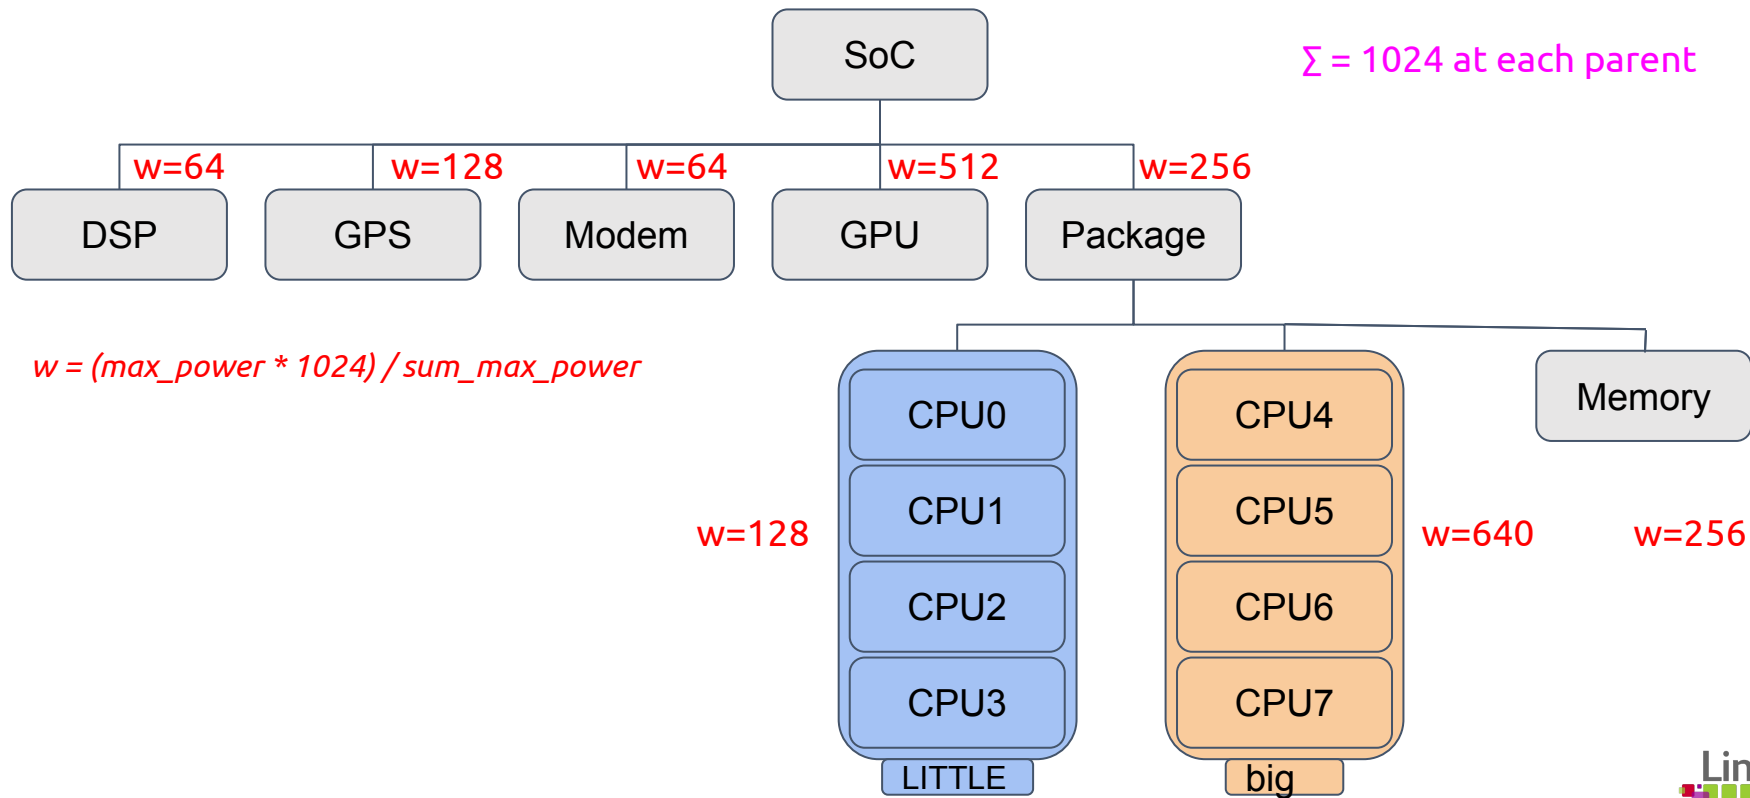 SoC
∑ = 1024 at each parent
w=64
w=128
w=64
w=512
w=256
DSP
GPS
Modem
GPU
Package
w = (max_power * 1024) / sum_max_power
CPU0
CPU4
Memory
CPU1
CPU5
w=128
w=640
w=256
CPU2
CPU6
CPU3
CPU7
LITTLE
big